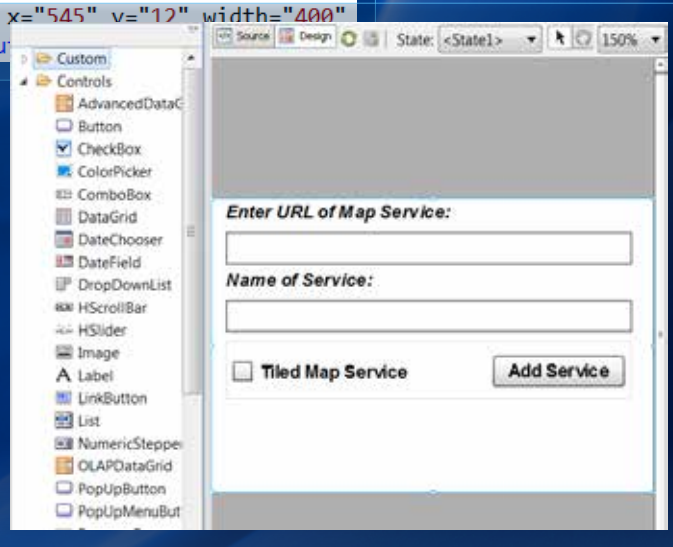 x="545" y="12" width="400"
Source Design State: <State1> 150%
Custom
Controls
AdvancedDataG
Button
CheckBox
ColorPicker
ComboBox
DataGrid
DateChooser
DateField
DropDownList
HScrollBar
HSlider
Image
Label
LinkButton
List
NumericStepper
OLAPDataGrid
PopUpButton
PopUpMenuBut
Enter URL of Map Service:
Name of Service:
Tiled Map Service
Add Service